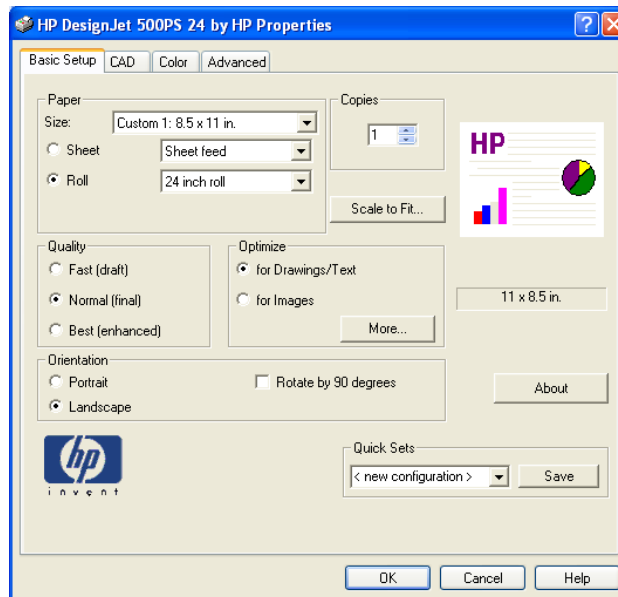 HP DesignJet 500PS 24 by HP Properties
Basic Setup CAD Color Advanced
Paper Copies
Size: Custom 1: 8.5 x 11 in.
1
Sheet Sheet feed
HP
Roll 24 inch roll
Scale to Fit...
Quality Optimize
Fast (draft) for Drawings/Text
Normal (final) for Images 11 x 8.5 in.
Best (enhanced) More...
Orientation
Portrait Rotate by 90 degrees About
Landscape
hp Quick Sets
< new configuration > Save
invent
OK Cancel Help